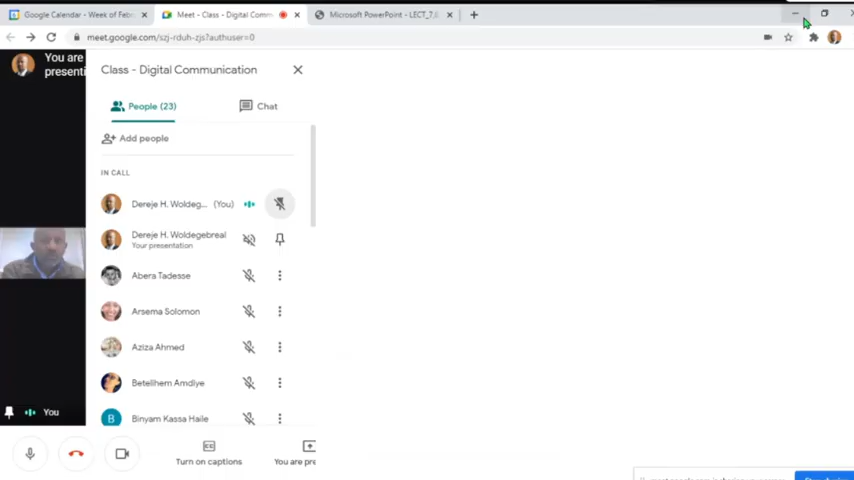 Google Calendar - Week of Febr
Meet - Class - Digital Comm
Microsoft PowerPoint - LECT_7.
meet.google.com/szj-rduh-zjs?authuser=0
You are
presenti
Class - Digital Communication
People (23)
Chat
Add people
IN CALL
Dereje H. Woldeg... (You)
Dereje H. Woldegebreal
Your presentation
Abera Tadesse
Arsema Solomon
Aziza Ahmed
Betelihem Amdiye
B Binyam Kassa Haile
You
Turn on captions
You are pre